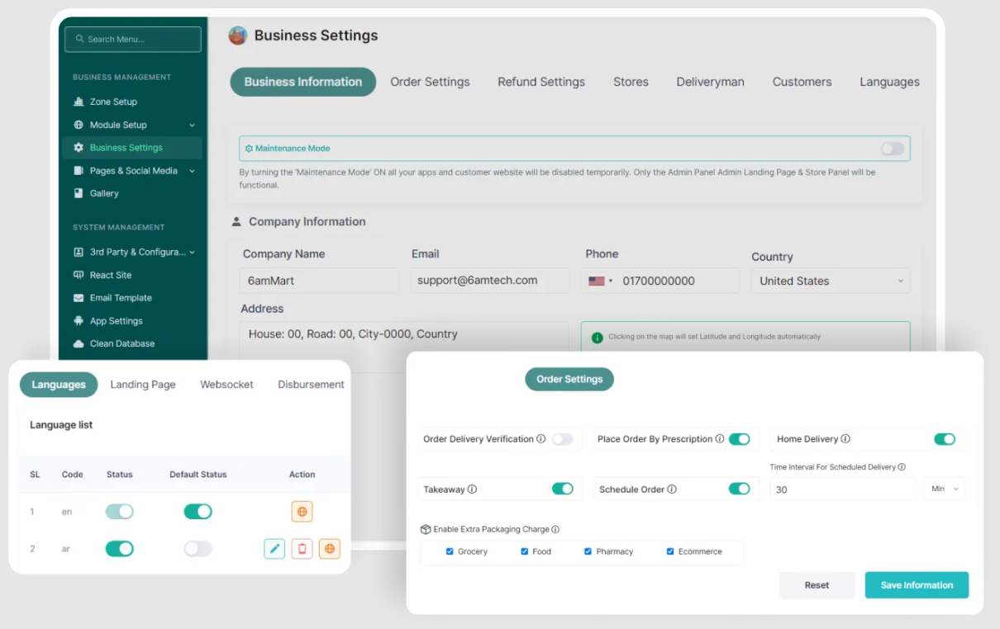 Search Menu...
BUSINESS MANAGEMENT
Zone Setup
Module Setup
Business Settings
Pages & Social Media
Gallery
SYSTEM MANAGEMENT
3rd Party & Configura...
React Site
Email Template
App Settings
Clean Database
Business Settings
Business Information Order Settings Refund Settings Stores Deliveryman Customers Languages
Maintenance Mode
By turning the 'Maintenance Mode' ON all your apps and customer website will be disabled temporarily. Only the Admin Panel Admin Landing Page & Store Panel will be
functional.
Company Information
Company Name Email Phone Country
6amMart support@6amtech.com 01700000000 United States
Address
House: 00, Road: 00, City-0000, Country
Clicking on the map will set Latitude and Longitude automatically
Languages Landing Page Websocket Disbursement
Language list
SL Code Status Default Status Action
1 en
2 ar
Order Settings
Order Delivery Verification Place Order By Prescription Home Delivery
Time Interval For Scheduled Delivery
Takeaway Schedule Order 30 Min
Enable Extra Packaging Charge
Grocery Food Pharmacy Ecommerce
Reset Save Information